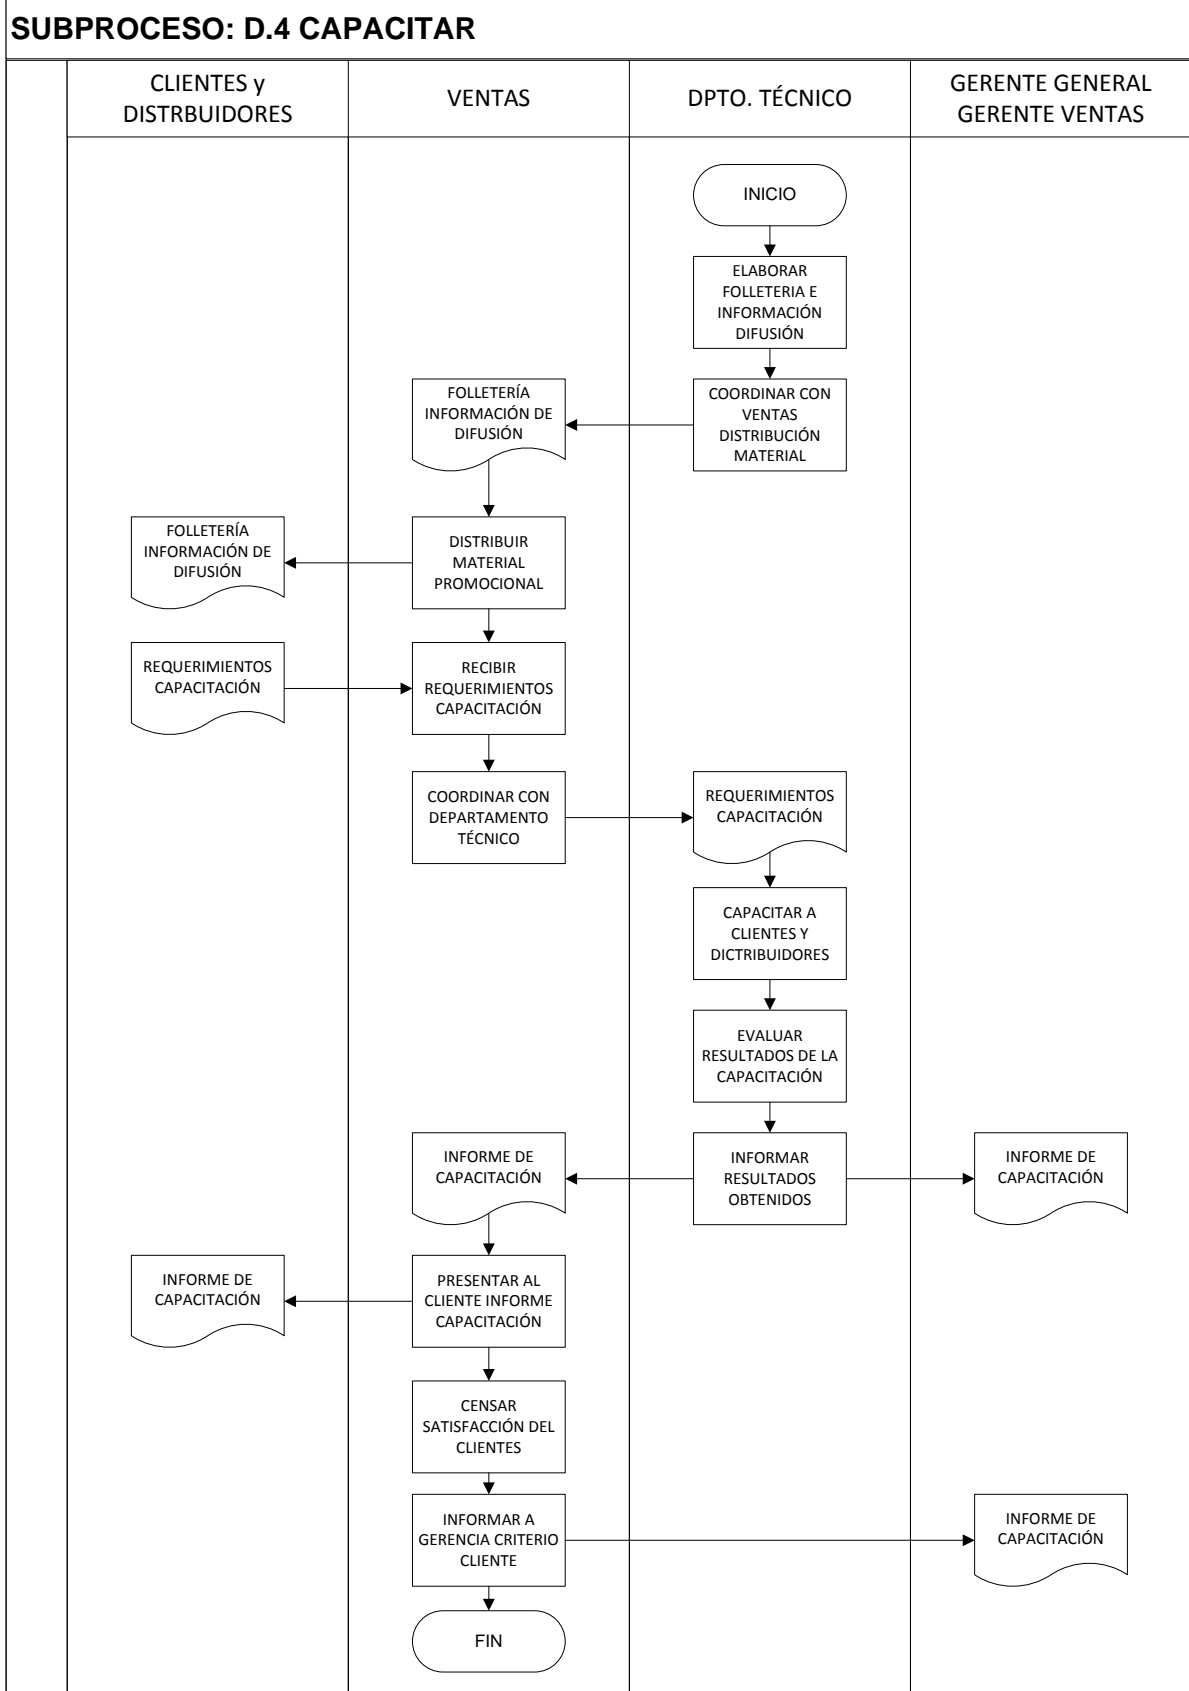 SUBPROCESO: D.4 CAPACITAR
CLIENTES y
DISTRBUIDORES
VENTAS
DPTO. TÉCNICO
GERENTE GENERAL
GERENTE VENTAS
INICIO
ELABORAR
FOLLETERIA E
INFORMACIÓN
DIFUSIÓN
COORDINAR CON
VENTAS
DISTRIBUCIÓN
MATERIAL
FOLLETERÍA
INFORMACIÓN DE
DIFUSIÓN
DISTRIBUIR
MATERIAL
PROMOCIONAL
FOLLETERÍA
INFORMACIÓN DE
DIFUSIÓN
REQUERIMIENTOS
CAPACITACIÓN
RECIBIR
REQUERIMIENTOS
CAPACITACIÓN
COORDINAR CON
DEPARTAMENTO
TÉCNICO
REQUERIMIENTOS
CAPACITACIÓN
CAPACITAR A
CLIENTES Y
DICTRIBUIDORES
EVALUAR
RESULTADOS DE LA
CAPACITACIÓN
INFORMAR
RESULTADOS
OBTENIDOS
INFORME DE
CAPACITACIÓN
INFORME DE
CAPACITACIÓN
PRESENTAR AL
CLIENTE INFORME
CAPACITACIÓN
INFORME DE
CAPACITACIÓN
CENSAR
SATISFACCIÓN DEL
CLIENTES
INFORMAR A
GERENCIA CRITERIO
CLIENTE
INFORME DE
CAPACITACIÓN
FIN